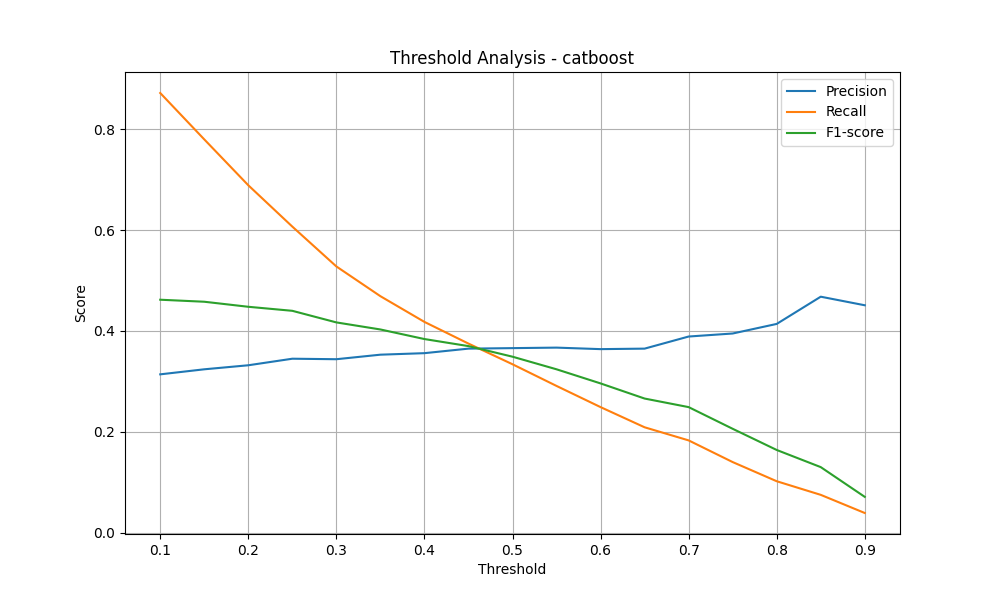 Threshold Analysis - catboost
Precision
Recall
F1-score
Score
0.8
0.6
0.4
0.2
0.0
0.1 0.2 0.3 0.4 0.5 0.6 0.7 0.8 0.9
Threshold